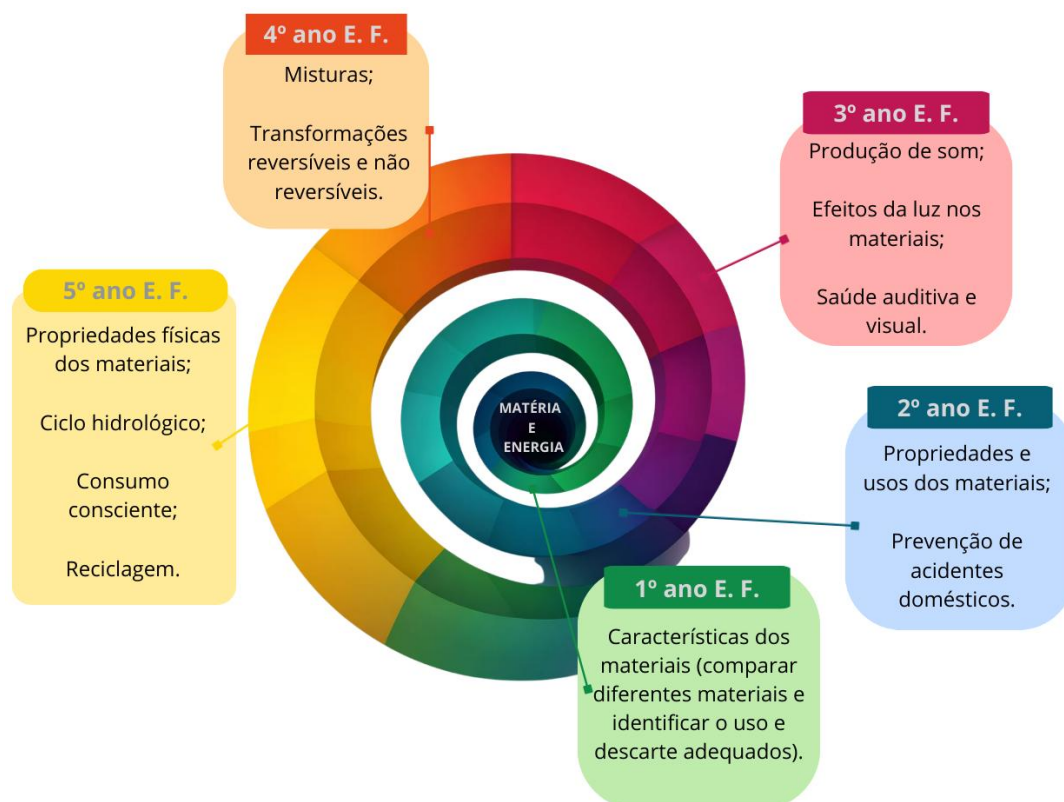 4º ano E. F.
Misturas;
Transformações
reversíveis e não
reversíveis.
3º ano E. F.
Produção de som;
Efeitos da luz nos
materiais;
Saúde auditiva e
visual.
5º ano E. F.
Propriedades físicas
dos materiais;
Ciclo hidrológico;
Consumo
consciente;
Reciclagem.
MATÉRIA
E
ENERGIA
2º ano E. F.
Propriedades e
usos dos materiais;
Prevenção de
acidentes
domésticos.
1º ano E. F.
Características dos
materiais (comparar
diferentes materiais e
identificar o uso e
descarte adequados).